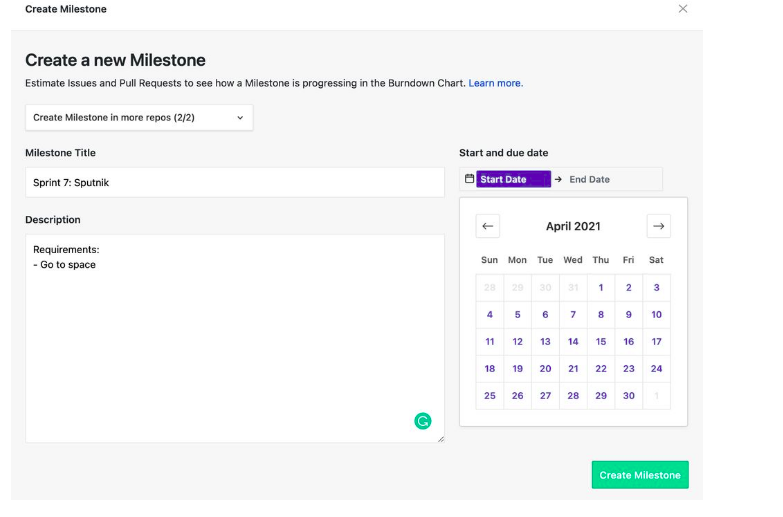 Create Milestone
Create a new Milestone
Estimate Issues and Pull Requests to see how a Milestone is progressing in the Burndown Chart. Learn more.
Create Milestone in more repos (2/2)
Milestone Title
Sprint 7: Sputnik
Description
Requirements:
- Go to space
Start and due date
Start Date → End Date
← April 2021 →
Sun Mon Tue Wed Thu Fri Sat
28 29 30 31 1 2 3
4 5 6 7 8 9 10
11 12 13 14 15 16 17
18 19 20 21 22 23 24
25 26 27 28 29 30 1
Create Milestone